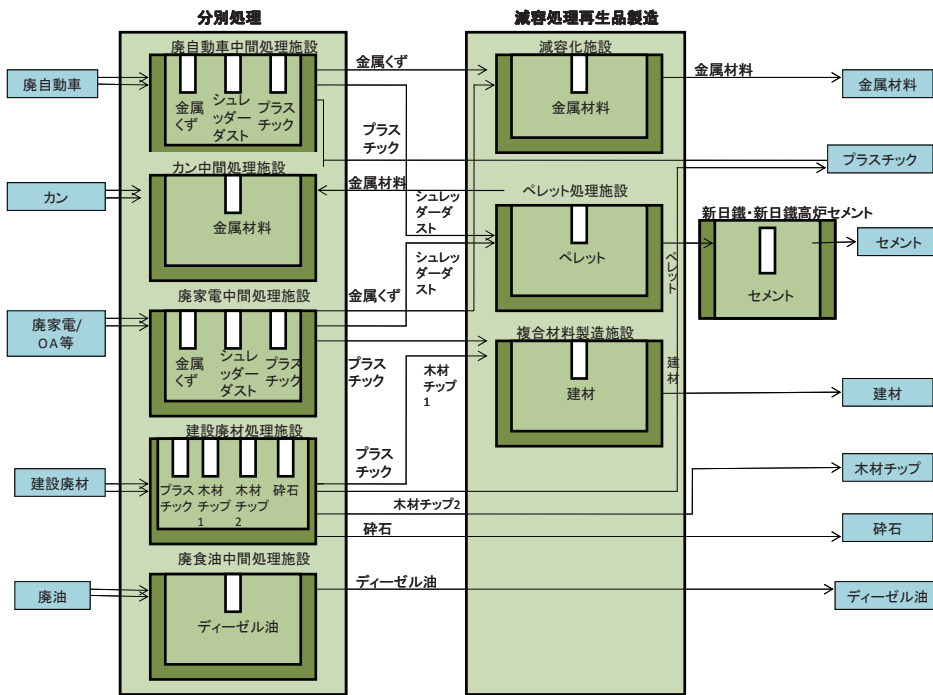 分別処理
減容処理再生品製造
廃自動車中間処理施設
減容化施設
金属くず
金属材料
廃自動車
金属
くず
シュレ
ッダー
ダスト
プラス
チック
金属材料
金属材料
プラス
チック
プラスチック
カン中間処理施設
金属材料
ペレット処理施設
カン
金属材料
シュレッ
ダーダ
スト
新日鐵・新日鐵高炉セメント
ペレット
セメント
シュレッ
ダーダ
スト
ペレット
セメント
廃家電中間処理施設
金属くず
廃家電/
OA等
複合材料製造施設
金属
くず
シュレ
ッダー
ダスト
プラス
チック
プラス
チック
木材
チップ
1
建材
建材
建材
建設廃材処理施設
プラス
チック
木材チップ
建設廃材
プラス
チック
木材
チップ
1
木材
チップ
2
砕石
木材チップ2
砕石
砕石
廃食油中間処理施設
ディーゼル油
廃油
ディーゼル油
ディーゼル油